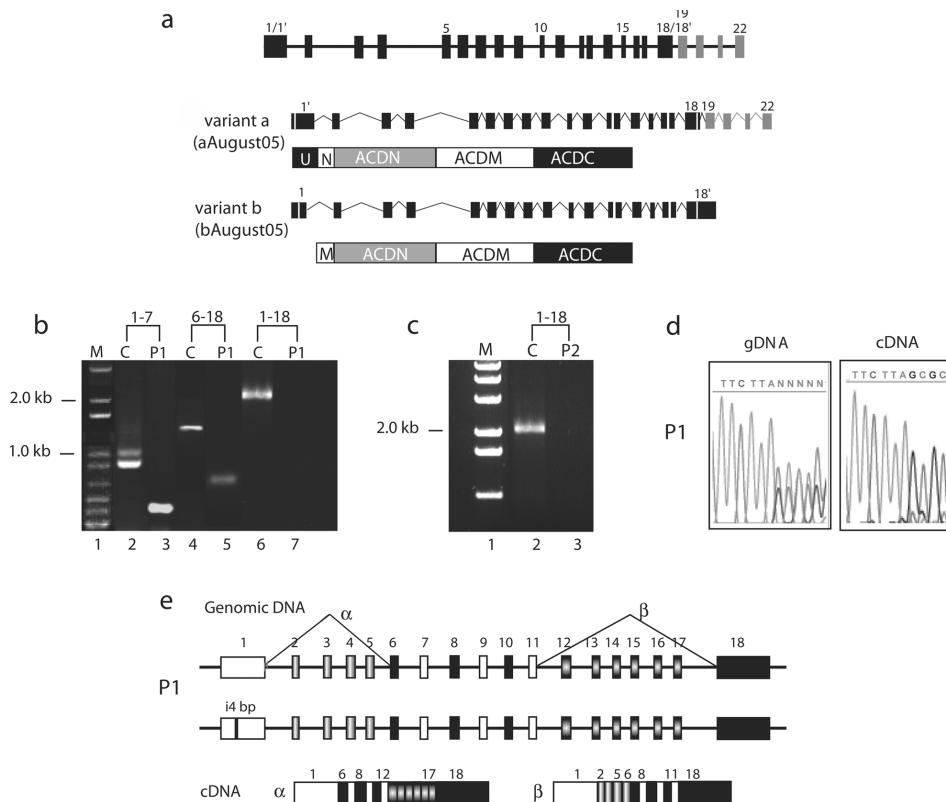 a
1/1' 5 10 15 18/18' 19 22
1' 18 19 22
variant a
(aAugust05)
U N ACDN ACDM ACDC
1 18'
variant b
(bAugust05)
M ACDN ACDM ACDC
b
1-7 6-18 1-18
M C P1 C P1 C P1
2.0 kb
1.0 kb
1 2 3 4 5 6 7
c
1-18
M C P2
2.0 kb
1 2 3
d
gDNA cDNA
TTC TTANNNNN
TTC TTAGCGC
P1
e
Genomic DNA α β
1 2 3 4 5 6 7 8 9 10 11 12 13 14 15 16 17 18
P1
i4 bp
1 6 8 12 17 18
cDNA α
1 2 5 6 8 11 18
β